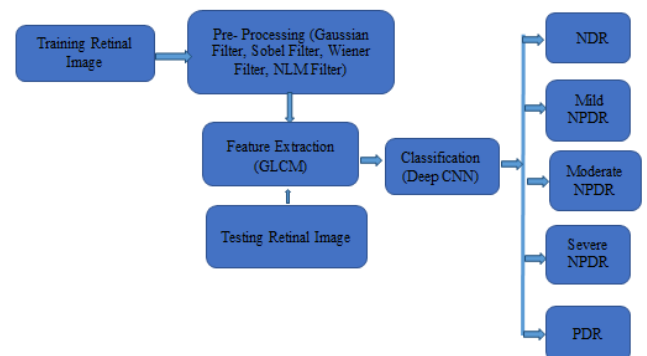 Training Retinal
Image
Pre- Processing (Gaussian
Filter, Sobel Filter, Wiener
Filter, NLM Filter)
Feature Extraction
(GLCM)
Testing Retinal Image
Classification
(Deep CNN)
NDR
Mild
NPDR
Moderate
NPDR
Severe
NPDR
PDR